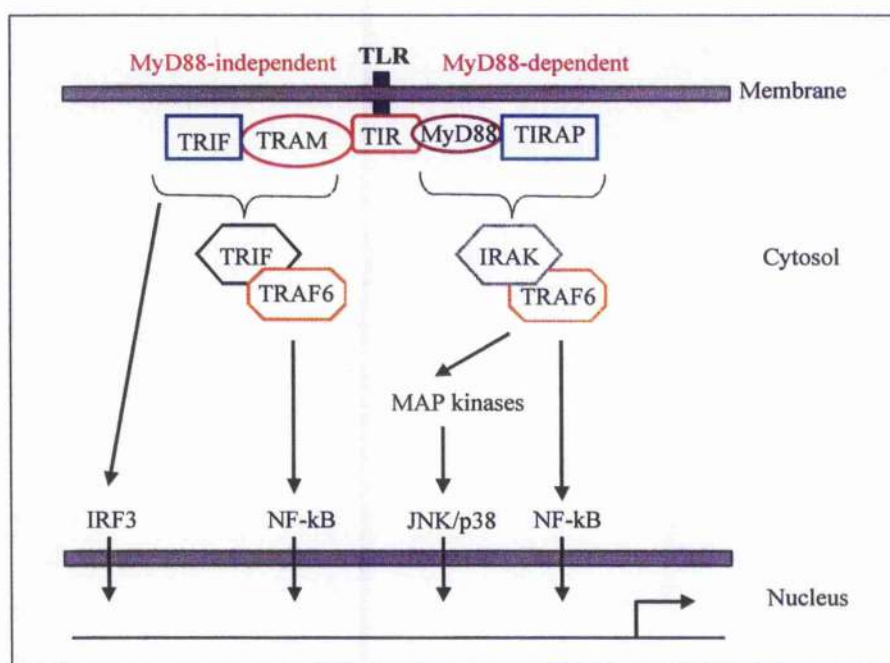 MyD88-independent TLR MyD88-dependent
Membrane
TRIF TRAM TIR MyD88 TIRAP
TRIF IRAK Cytosol
TRAF6 TRAF6
MAP kinases
IRF3 NF-kB JNK/p38 NF-kB
Nucleus